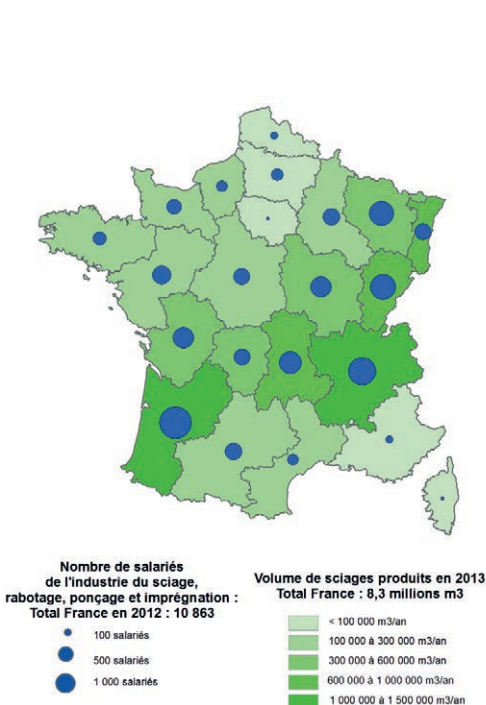 Nombre de salariés
de l'industrie du sciage,
rabotage, ponçage et imprégnation :
Total France en 2012 : 10 863
100 salariés
500 salariés
1 000 salariés
Volume de sciages produits en 2013
Total France : 8,3 millions m3
< 100 000 m3/an
100 000 à 300 000 m3/an
300 000 à 600 000 m3/an
600 000 à 1 000 000 m3/an
1 000 000 à 1 500 000 m3/an